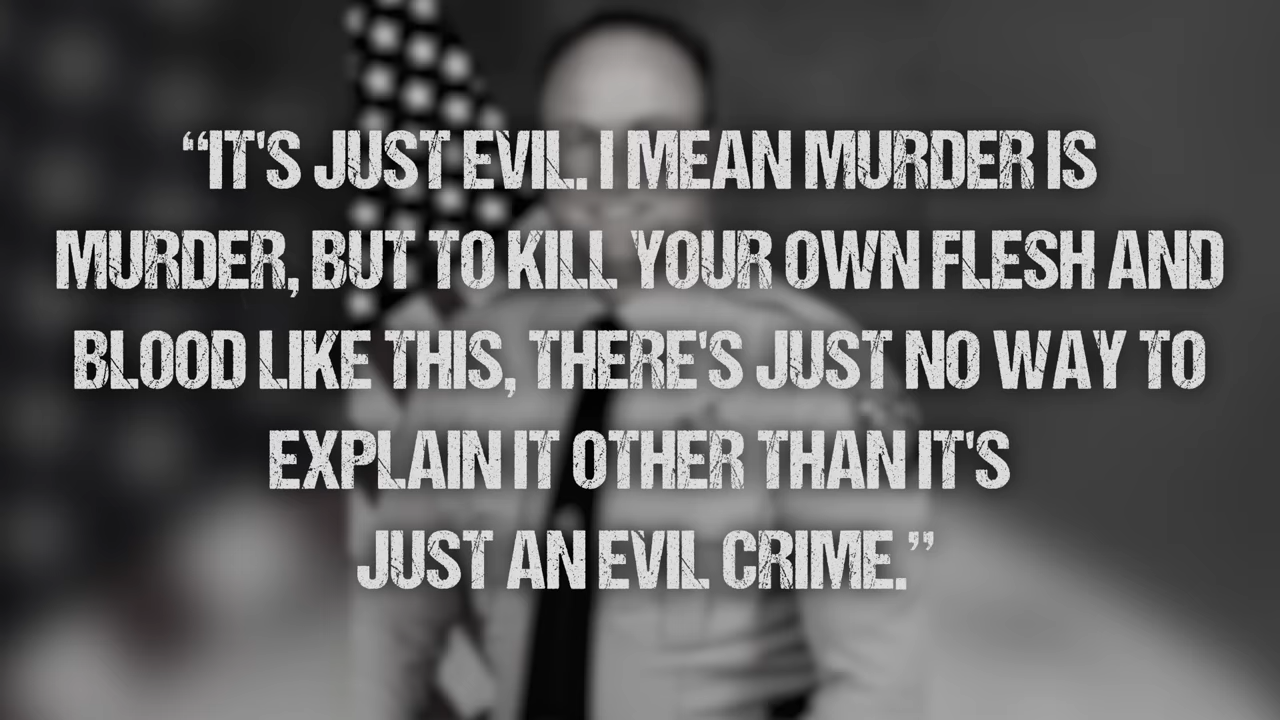 “IT'S JUST EVIL. I MEAN MURDER IS
MURDER, BUT TO KILL YOUR OWN FLESH AND
BLOOD LIKE THIS, THERE'S JUST NO WAY TO
EXPLAIN IT OTHER THAN IT'S
JUST AN EVIL CRIME.”